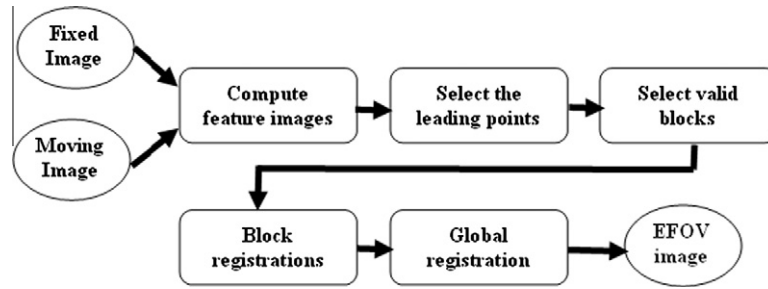 Fixed
Image
Moving
Image
Compute
feature images
Select the
leading points
Select valid
blocks
Block
registrations
Global
registration
EFOV
image